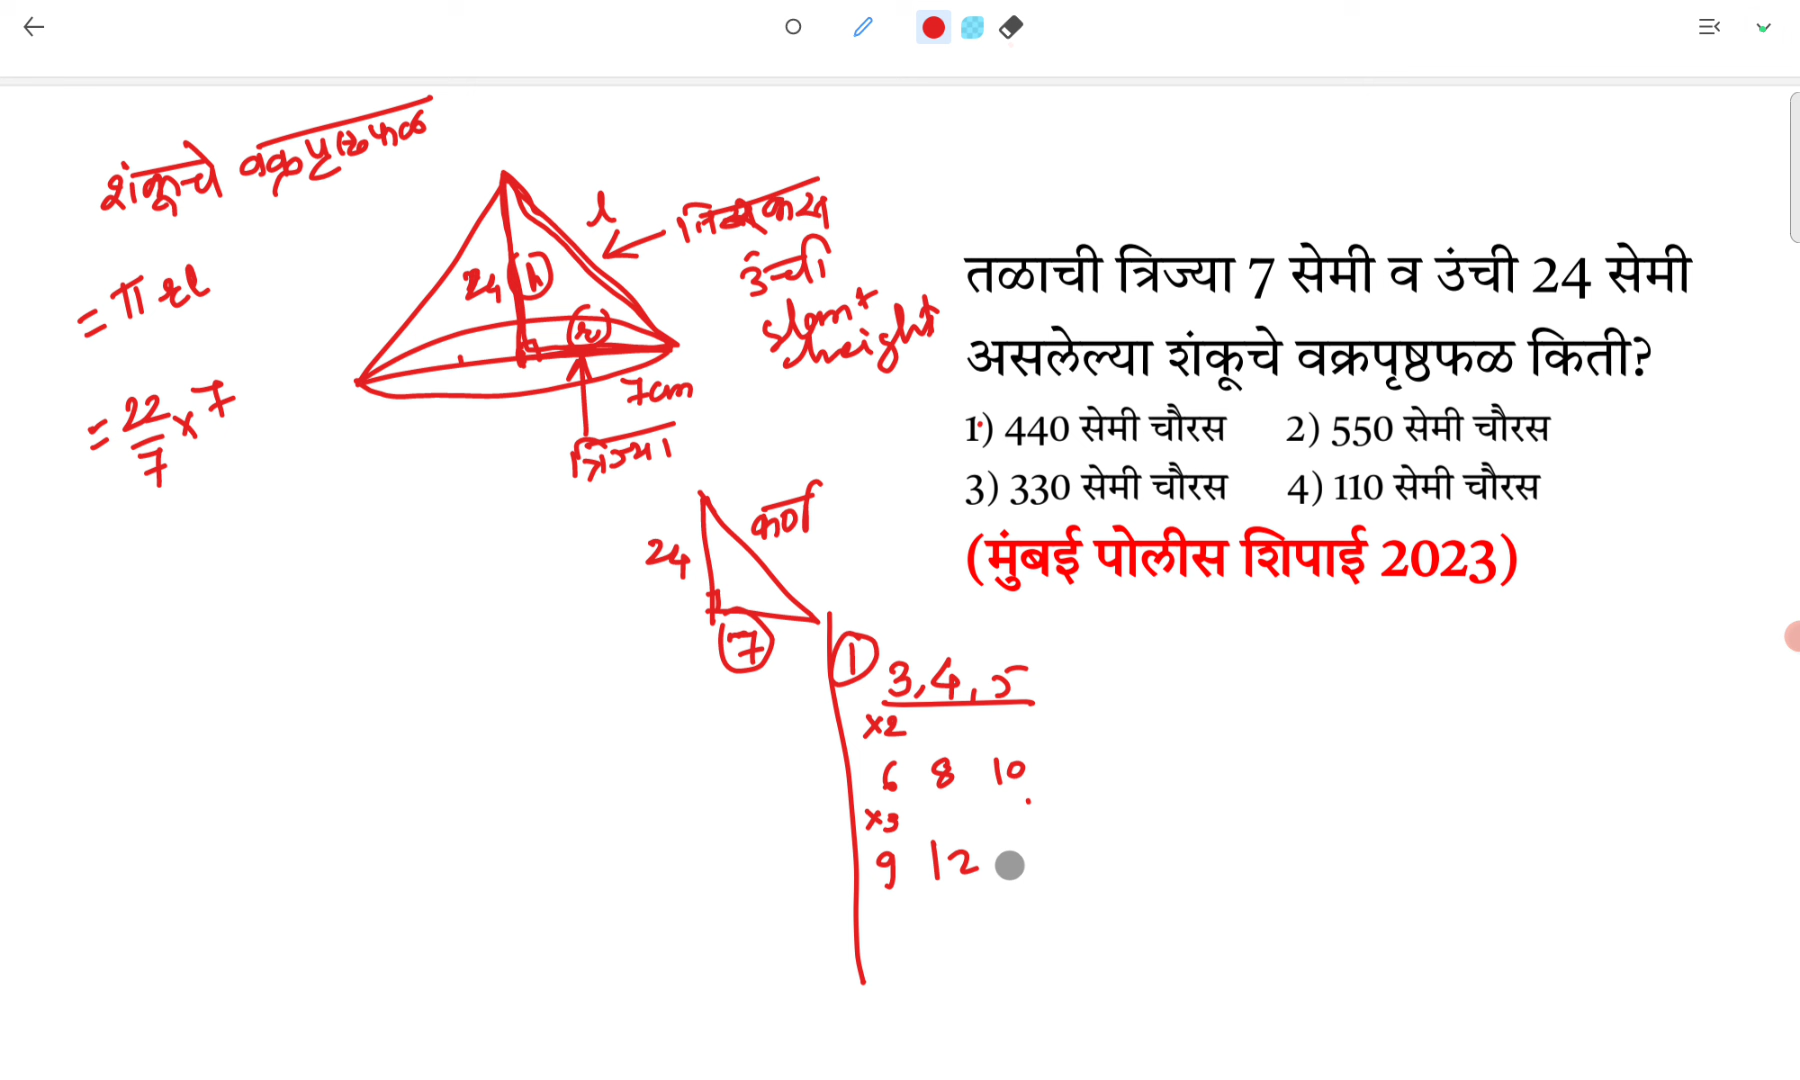 शंकूचे वक्रपृष्ठफळ
= πrl
= 22/7 × 7
l
24 (h)
(r)
7cm
त्रिज्या
उंची
slant
height
तळाची त्रिज्या 7 सेमी व उंची 24 सेमी
असलेल्या शंकूचे वक्रपृष्ठफळ किती?
1) 440 सेमी चौरस 2) 550 सेमी चौरस
3) 330 सेमी चौरस 4) 110 सेमी चौरस
(मुंबई पोलीस शिपाई 2023)
कर्ण
24
7
1 3, 4, 5
×2
6 8 10
×3
9 12